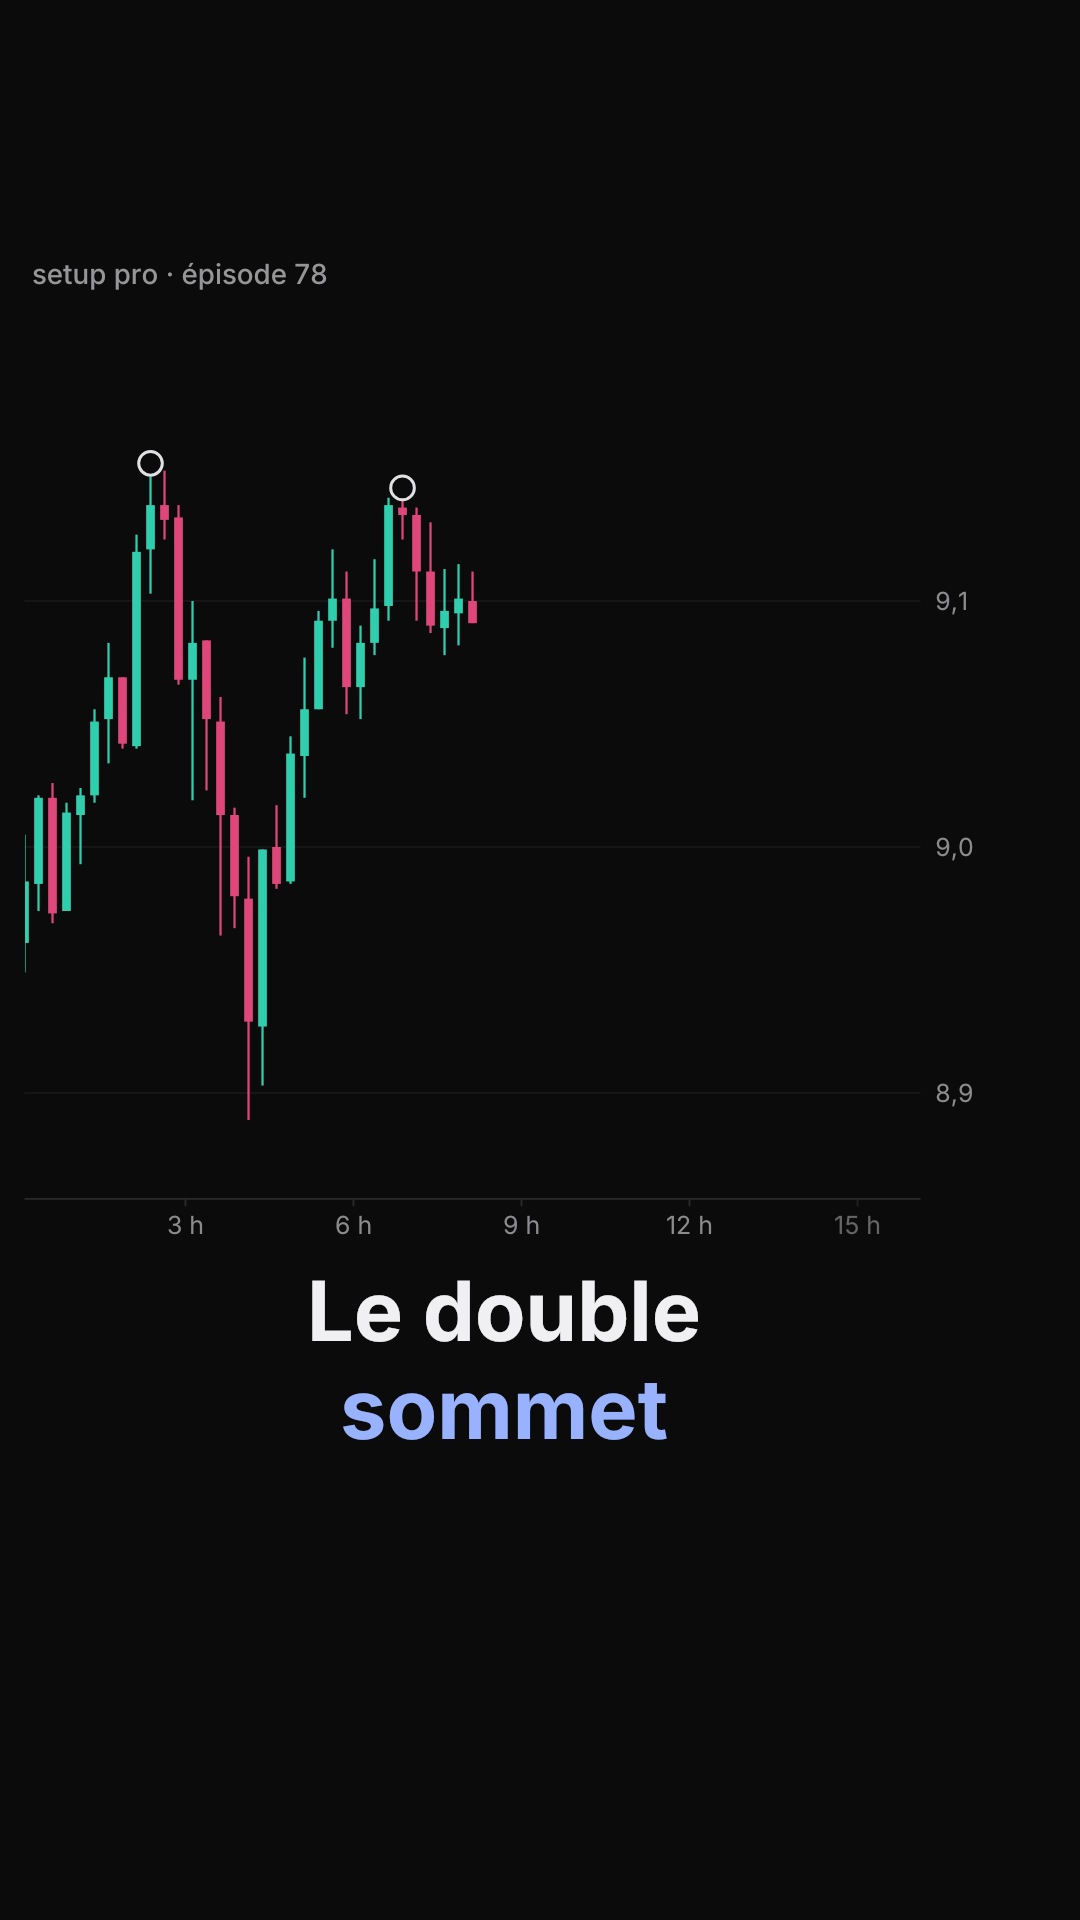 setup pro · épisode 78
9,1
9,0
8,9
3 h 6 h 9 h 12 h 15 h
Le double
sommet